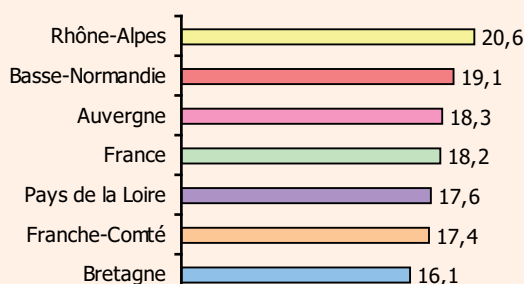 Rhône-Alpes 20,6
Basse-Normandie 19,1
Auvergne 18,3
France 18,2
Pays de la Loire 17,6
Franche-Comté 17,4
Bretagne 16,1